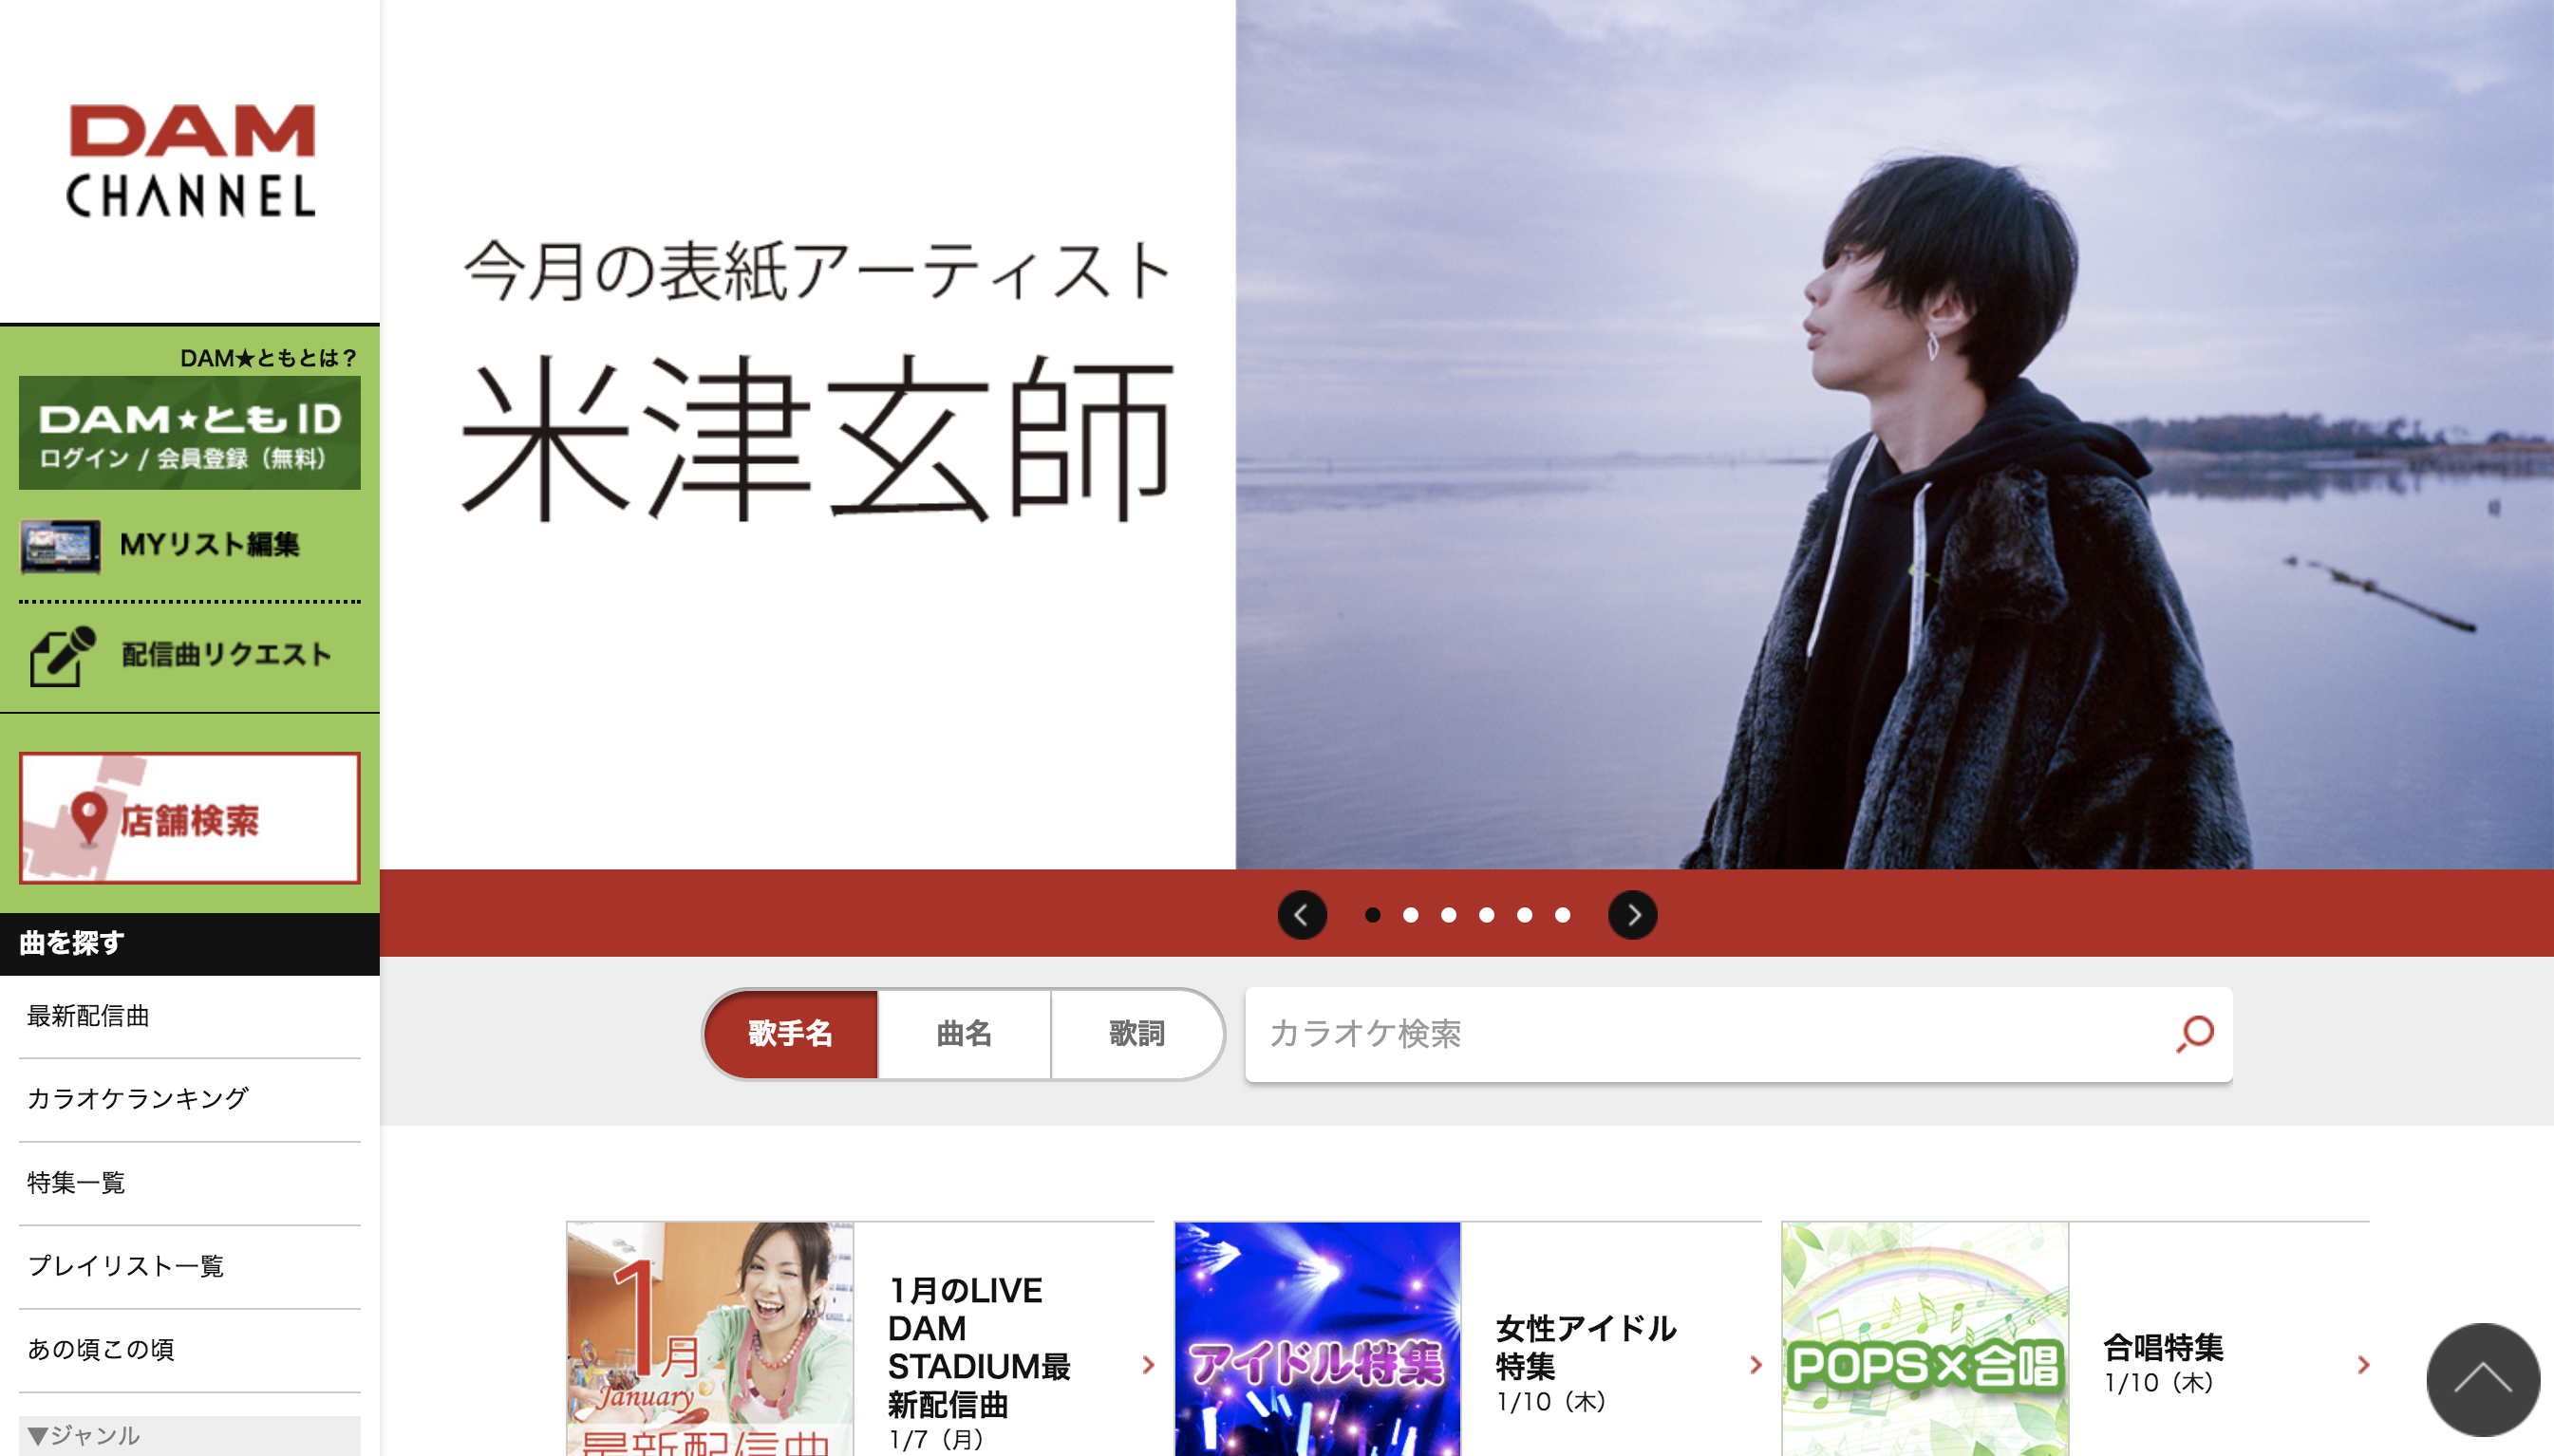 DAM
CHANNEL
DAM★ともとは？
DAM★ともID
ログイン / 会員登録（無料）
MYリスト編集
配信曲リクエスト
店舗検索
曲を探す
最新配信曲
カラオケランキング
特集一覧
プレイリスト一覧
あの頃この頃
▼ジャンル
今月の表紙アーティスト
米津玄師
歌手名
曲名
歌詞
カラオケ検索
1月
January
最新配信曲
1月のLIVE
DAM
STADIUM最
新配信曲
1/7（月）
アイドル特集
女性アイドル
特集
1/10（木）
POPS×合唱
合唱特集
1/10（木）